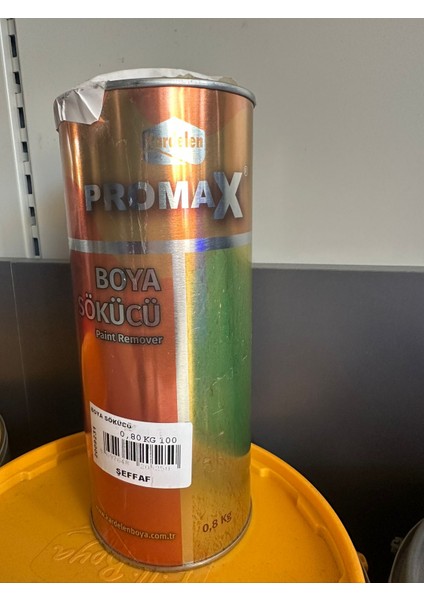 Kardelen
PROMAX®
BOYA
SÖKÜCÜ
Paint Remover
BOYA SÖKÜCÜ
0,80 KG 100
ŞEFFAF
0,8 Kg
www.kardelenboya.com.tr